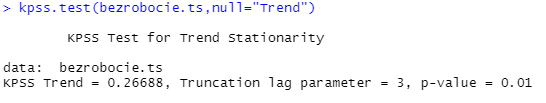 > kpss.test(bezrobocie.ts,null="Trend")
KPSS Test for Trend Stationarity
data:  bezrobocie.ts
KPSS Trend = 0.26688, Truncation lag parameter = 3, p-value = 0.01